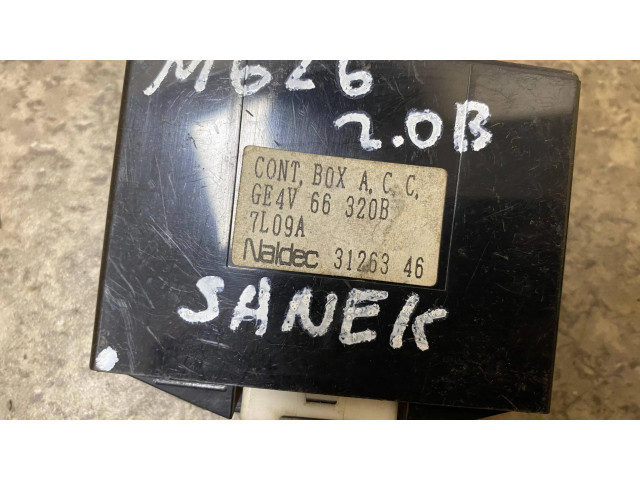 M626
2.0B
CONT, BOX A, C, C,
GE4V 66 320B
7L09A
Naldec 31263 46
SANEK